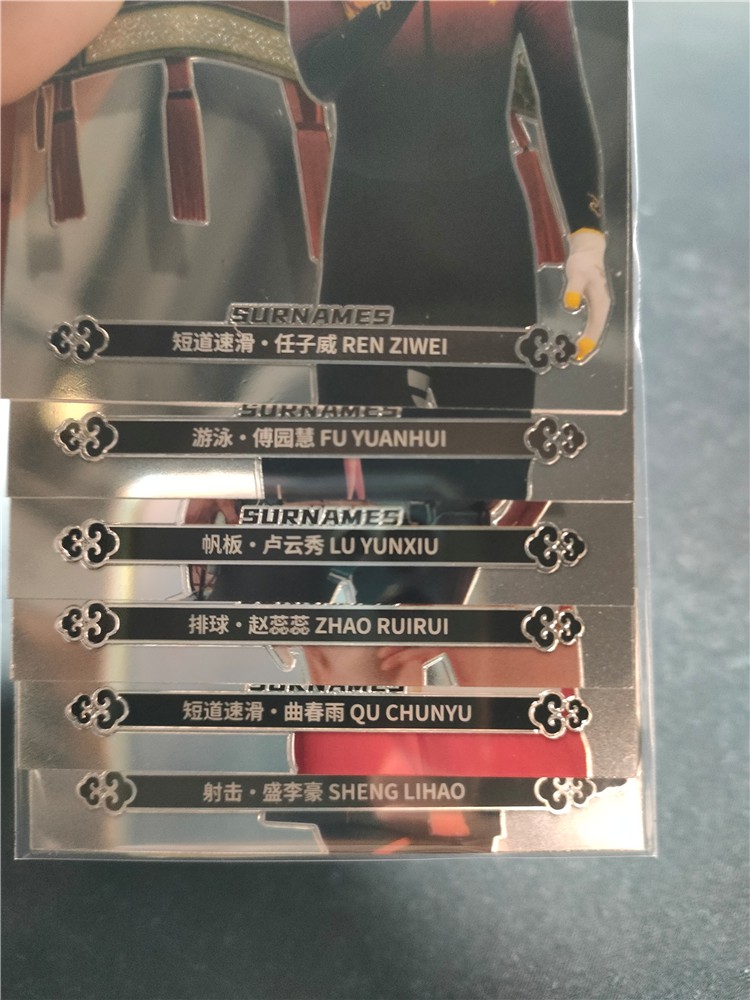 SURNAMES
短道速滑·任子威 REN ZIWEI
SURNAMES
游泳·傅园慧 FU YUANHUI
SURNAMES
帆板·卢云秀 LU YUNXIU
排球·赵蕊蕊 ZHAO RUIRUI
SURNAMES
短道速滑·曲春雨 QU CHUNYU
射击·盛李豪 SHENG LIHAO